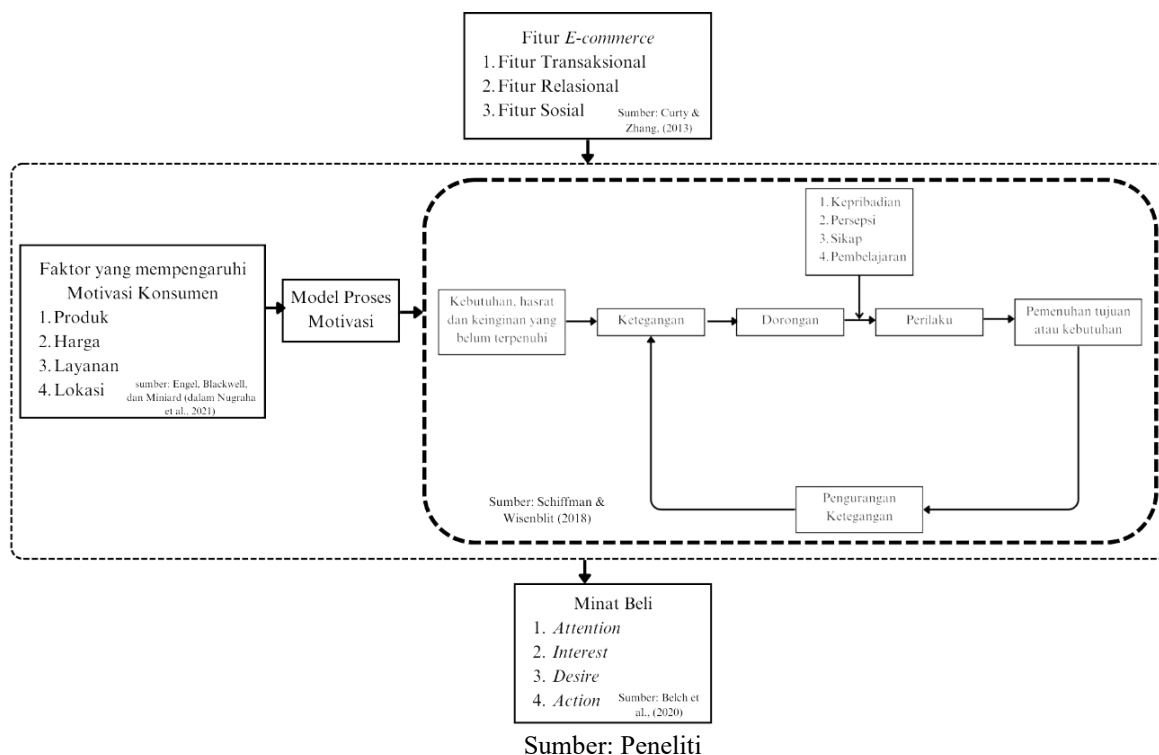 Fitur E-commerce
1. Fitur Transaksional
2. Fitur Relasional
3. Fitur Sosial
Sumber: Curty &
Zhang, (2013)
Faktor yang mempengaruhi
Motivasi Konsumen
1. Produk
2. Harga
3. Layanan
4. Lokasi
sumber: Engel, Blackwell,
dan Miniard (dalam Nugraha
et al., 2021)
Model Proses
Motivasi
Kebutuhan, hasrat
dan keinginan yang
belum terpenuhi
Ketegangan
Dorongan
1. Kepribadian
2. Persepsi
3. Sikap
4. Pembelajaran
Perilaku
Pemenuhan tujuan
atau kebutuhan
Pengurangan
Ketegangan
Sumber: Schiffman &
Wisenblit (2018)
Minat Beli
1. Attention
2. Interest
3. Desire
4. Action
Sumber: Belch et
al., (2020)
Sumber: Peneliti